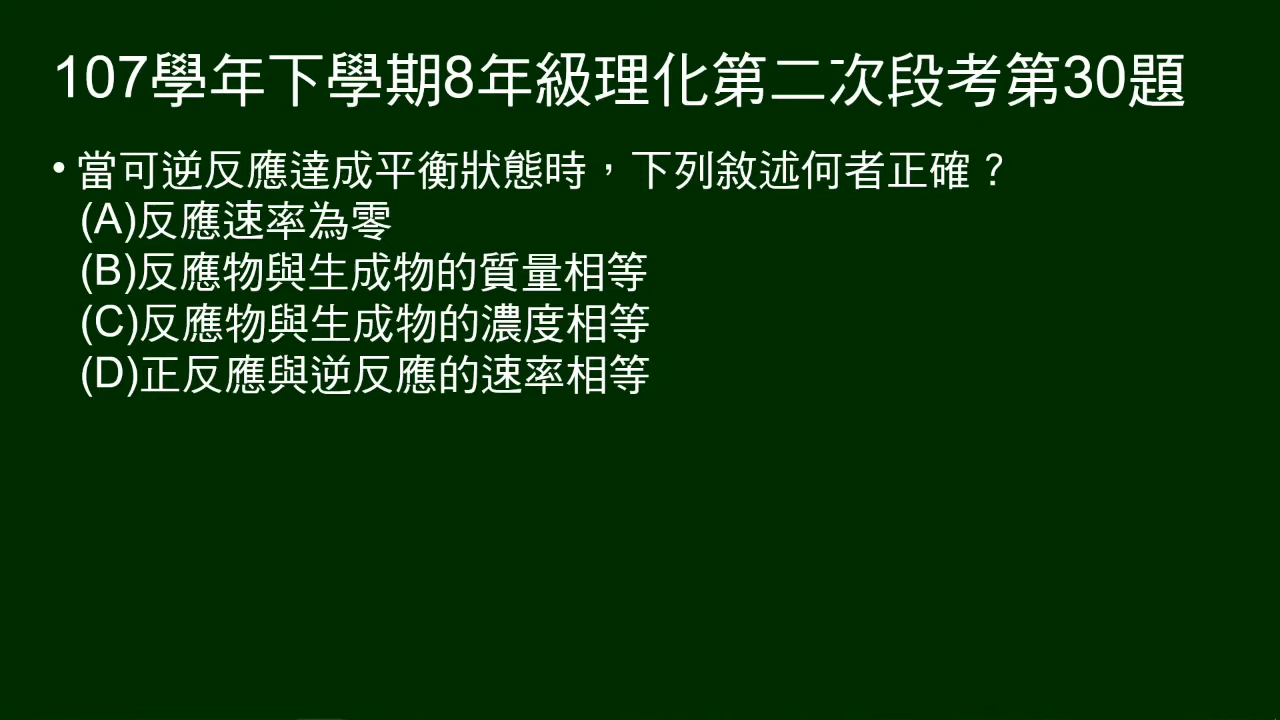 107學年下學期8年級理化第二次段考第30題
•當可逆反應達成平衡狀態時，下列敘述何者正確？
(A)反應速率為零
(B)反應物與生成物的質量相等
(C)反應物與生成物的濃度相等
(D)正反應與逆反應的速率相等